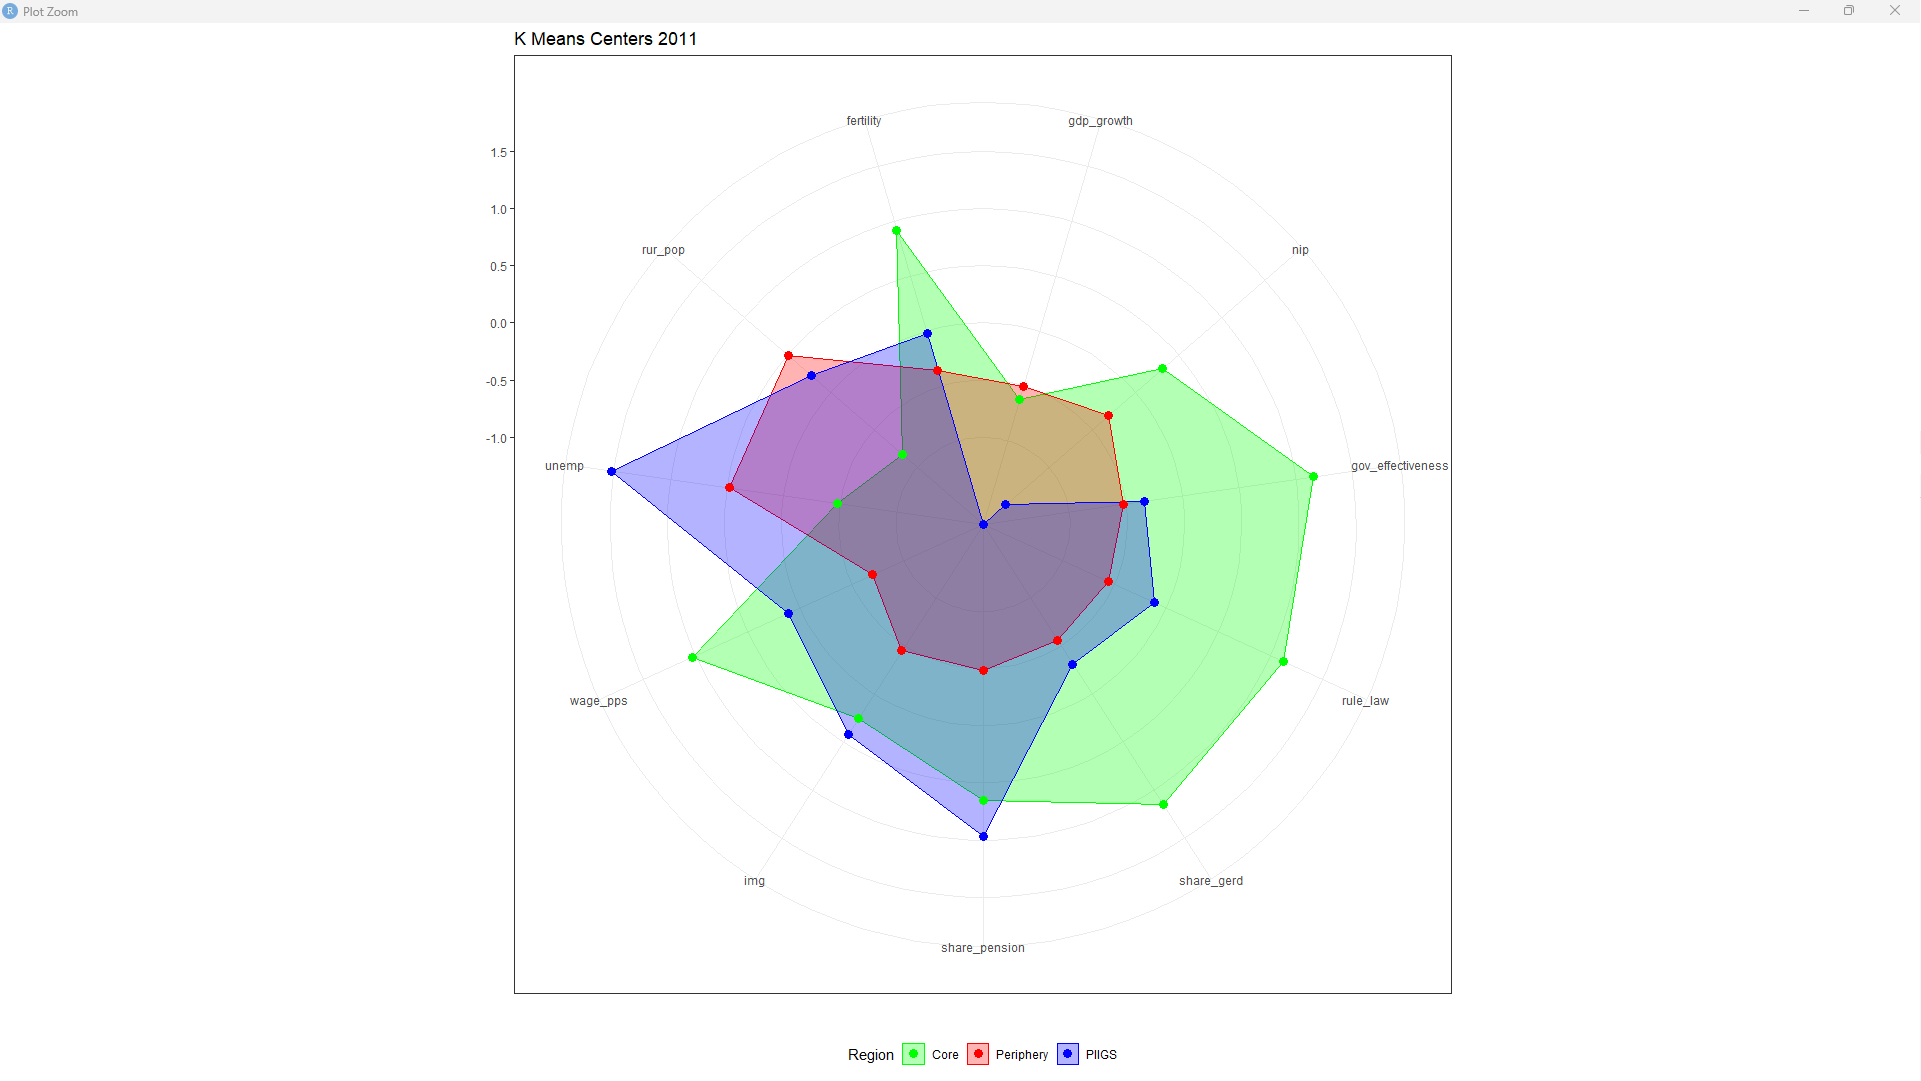 R Plot Zoom
K Means Centers 2011
fertility
gdp_growth
1.5
1.0
rur_pop
nip
0.5
0.0
-0.5
-1.0
unemp
gov_effectiveness
wage_pps
rule_law
img
share_gerd
share_pension
Region Core Periphery PIIGS